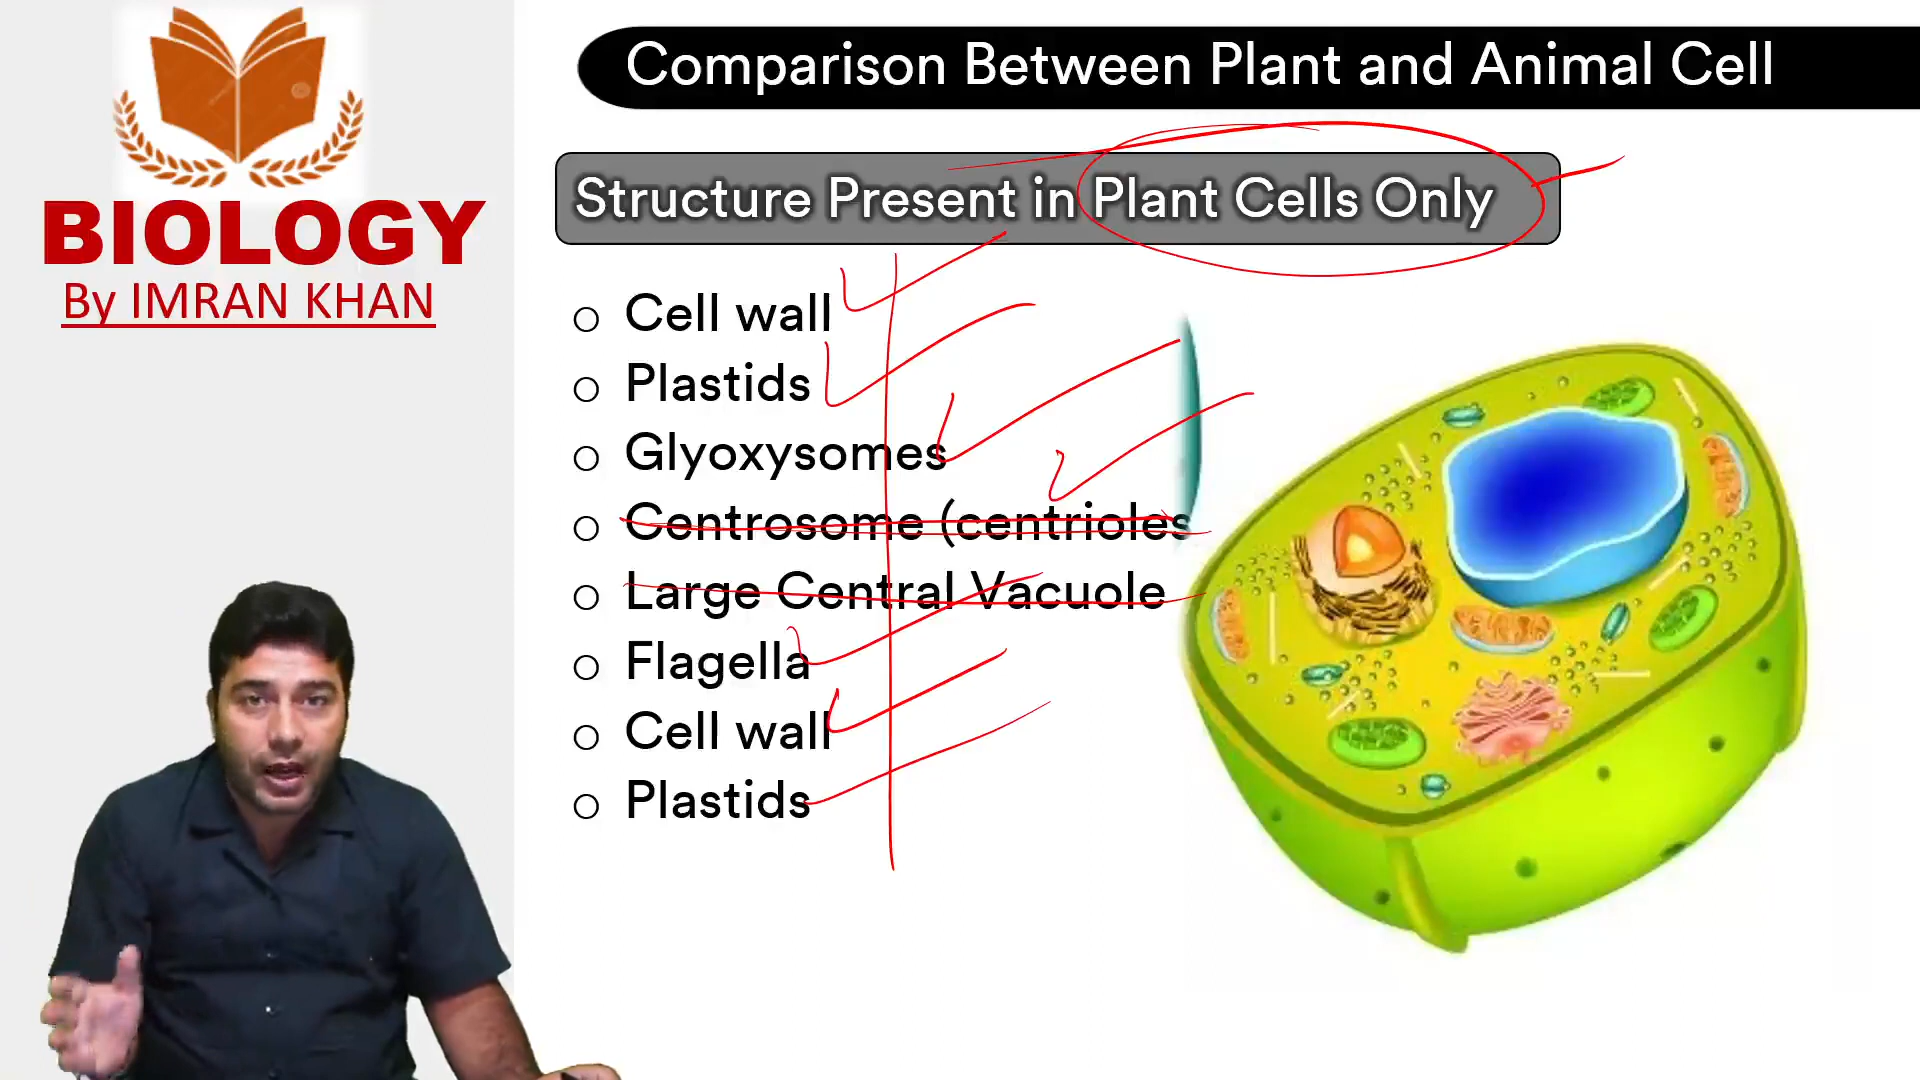 BIOLOGY
By IMRAN KHAN
Comparison Between Plant and Animal Cell
Structure Present in Plant Cells Only
Cell wall
Plastids
Glyoxysomes
Centrosome (centrioles
Large Central Vacuole
Flagella
Cell wall
Plastids